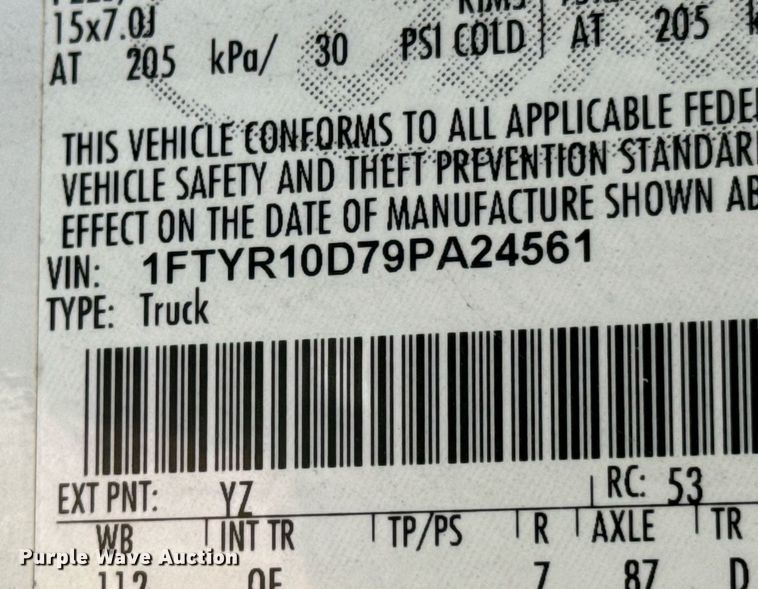 15x7.0J
AT 205 kPa/ 30 PSI COLD AT 205
THIS VEHICLE CONFORMS TO ALL APPLICABLE FEDE
VEHICLE SAFETY AND THEFT PREVENTION STANDAR
EFFECT ON THE DATE OF MANUFACTURE SHOWN AB
VIN: 1FTYR10D79PA24561
TYPE: Truck
EXT PNT: YZ RC: 53
WB INT TR TP/PS R AXLE TR
112 OF 7 87 D
Purple Wave Auction